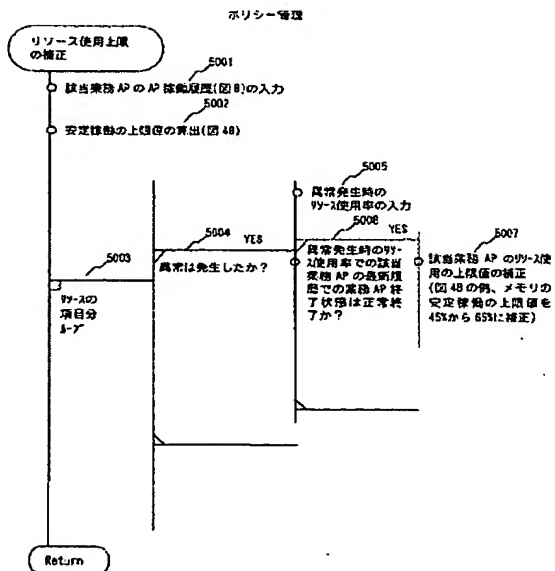 ポリシー管理
リソース使用上限
の補正
5001
該当業務 AP の AP 稼働履歴(図 8)の入力
5002
安定稼働の上限値の算出(図 48)
5003
リソースの
項目分
ループ
5004
YES
異常は発生したか?
5005
異常発生時の
リソース使用率の入力
5006
YES
異常発生時のリソー
ス使用率での該当
業務 AP の最新履
歴での業務 AP 終
了状態は正常終
了か?
5007
該当業務 AP のリソース使
用の上限値の補正
(図 48 の例、メモリの
安定稼働の上限値を
45%から 65%に補正)
Return